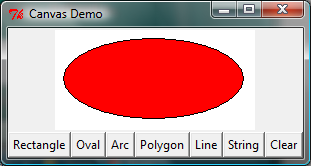 Canvas Demo
Rectangle Oval Arc Polygon Line String Clear